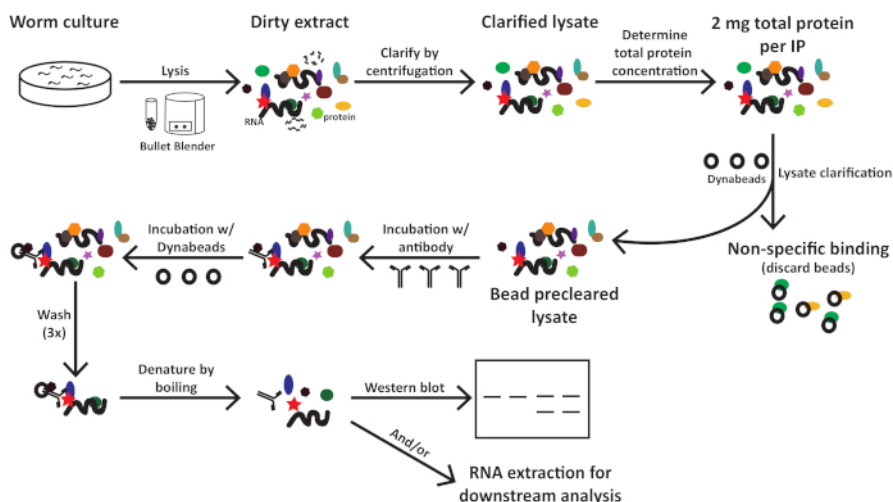 Worm culture
Lysis
Bullet Blender
Dirty extract
RNA
protein
Clarify by
centrifugation
Clarified lysate
Determine
total protein
concentration
2 mg total protein
per IP
Dynabeads
Lysate clarification
Non-specific binding
(discard beads)
Bead precleared
lysate
Incubation w/
antibody
Incubation w/
Dynabeads
Wash
(3x)
Denature by
boiling
Western blot
And/or
RNA extraction for
downstream analysis